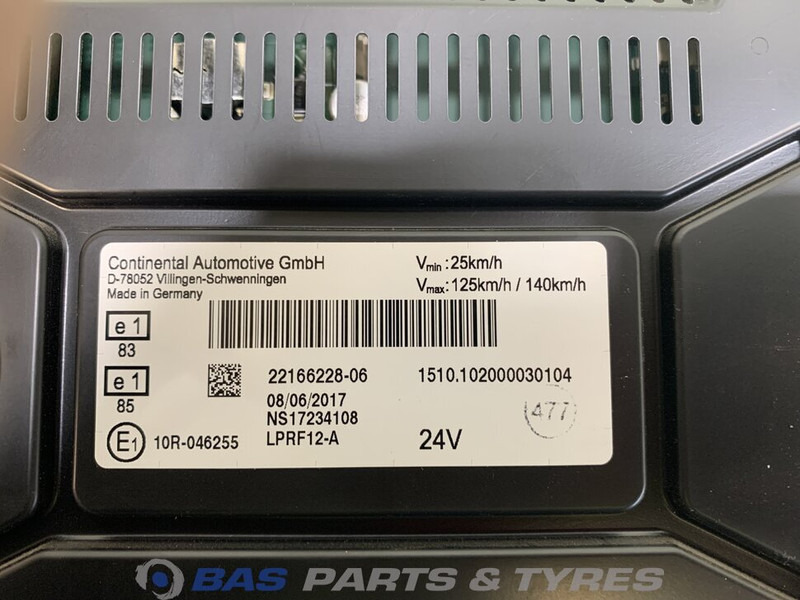 Continental Automotive GmbH
D-78052 Villingen-Schwenningen
Made in Germany
Vmin :25km/h
Vmax :125km/h / 140km/h
e 1
83
e 1
85
E1 10R-046255
22166228-06
08/06/2017
NS17234108
LPRF12-A
1510.102000030104
24V
477
BAS PARTS & TYRES